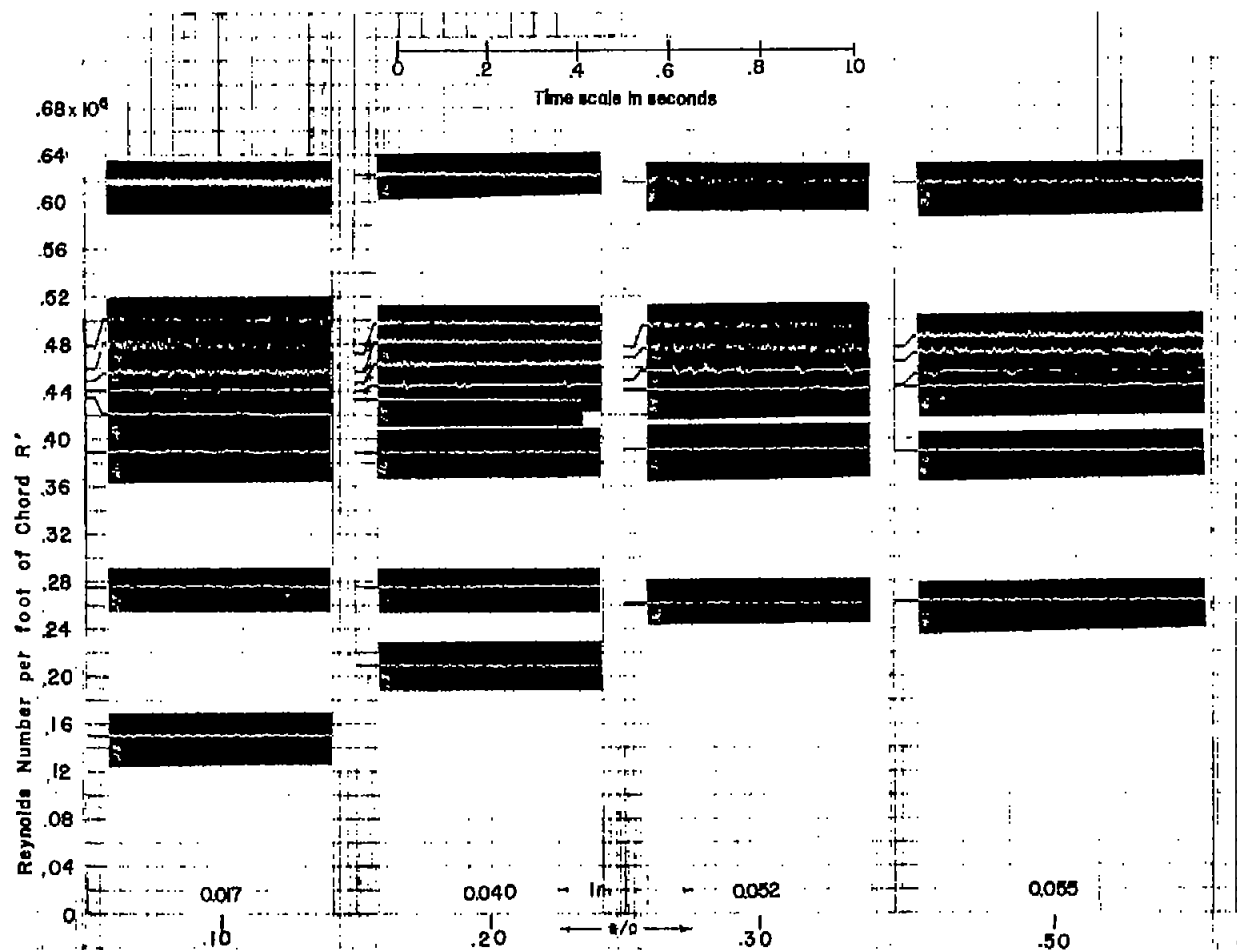 0 .2 .4 .6 .8 1.0
Time scale in seconds
Reynolds Number per foot of Chord R'
.68 x 10⁶
.64
.60
.56
.52
.48
.44
.40
.36
.32
.28
.24
.20
.16
.12
.08
.04
0
0.017 0.040 In 0.052 0.055
.10 .20 .30 .50